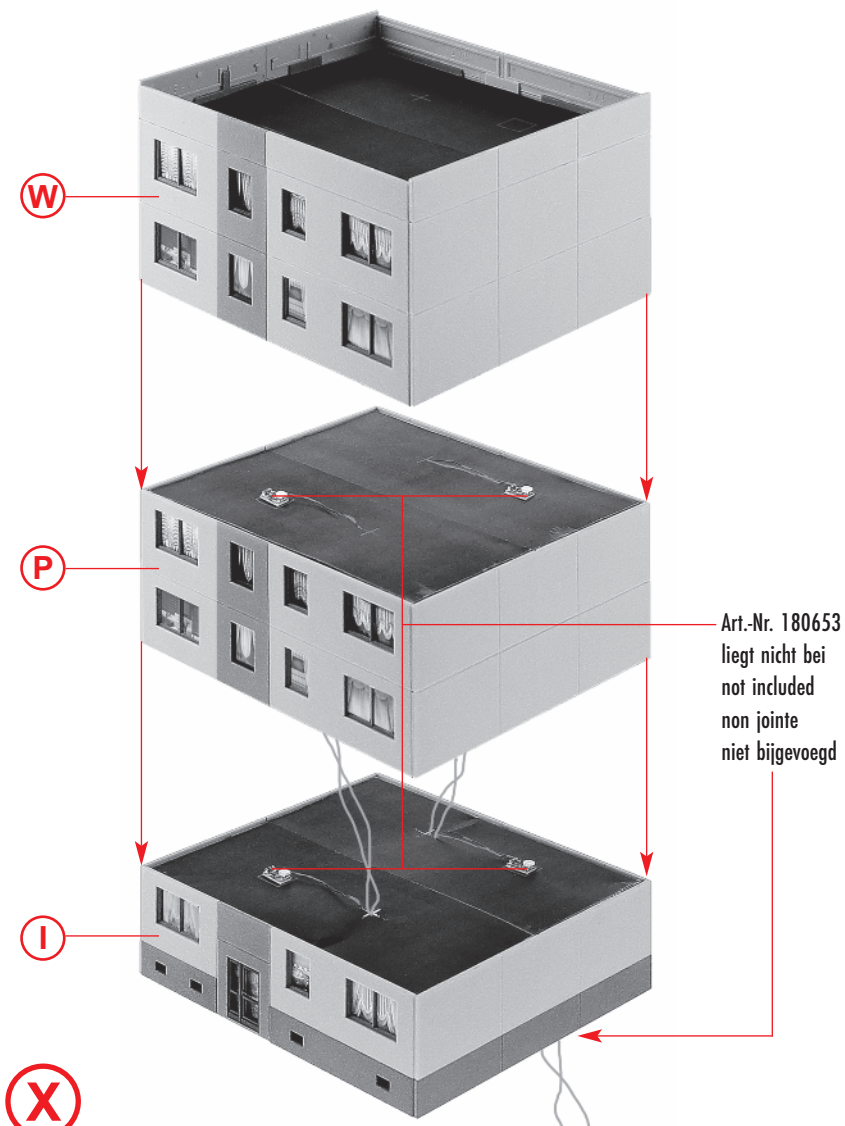 W
P
Art.-Nr. 180653
liegt nicht bei
not included
non jointe
niet bijgevoegd
I
X